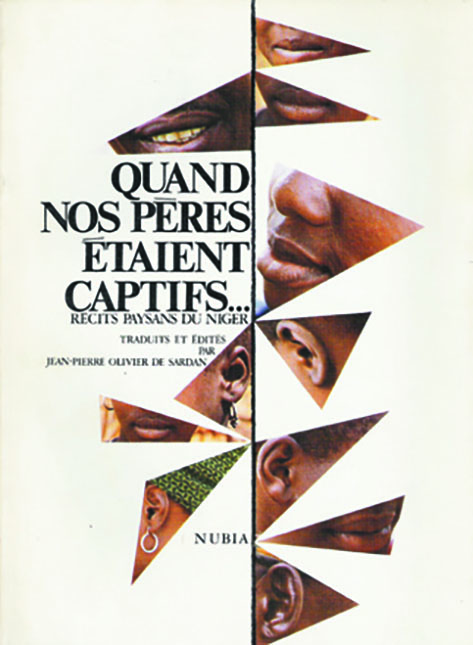 QUAND
NOS PÈRES
ÉTAIENT
CAPTIFS...
RÉCITS PAYSANS DU NIGER
TRADUITS ET ÉDITÉS
PAR
JEAN-PIERRE OLIVIER DE SARDAN
NUBIA